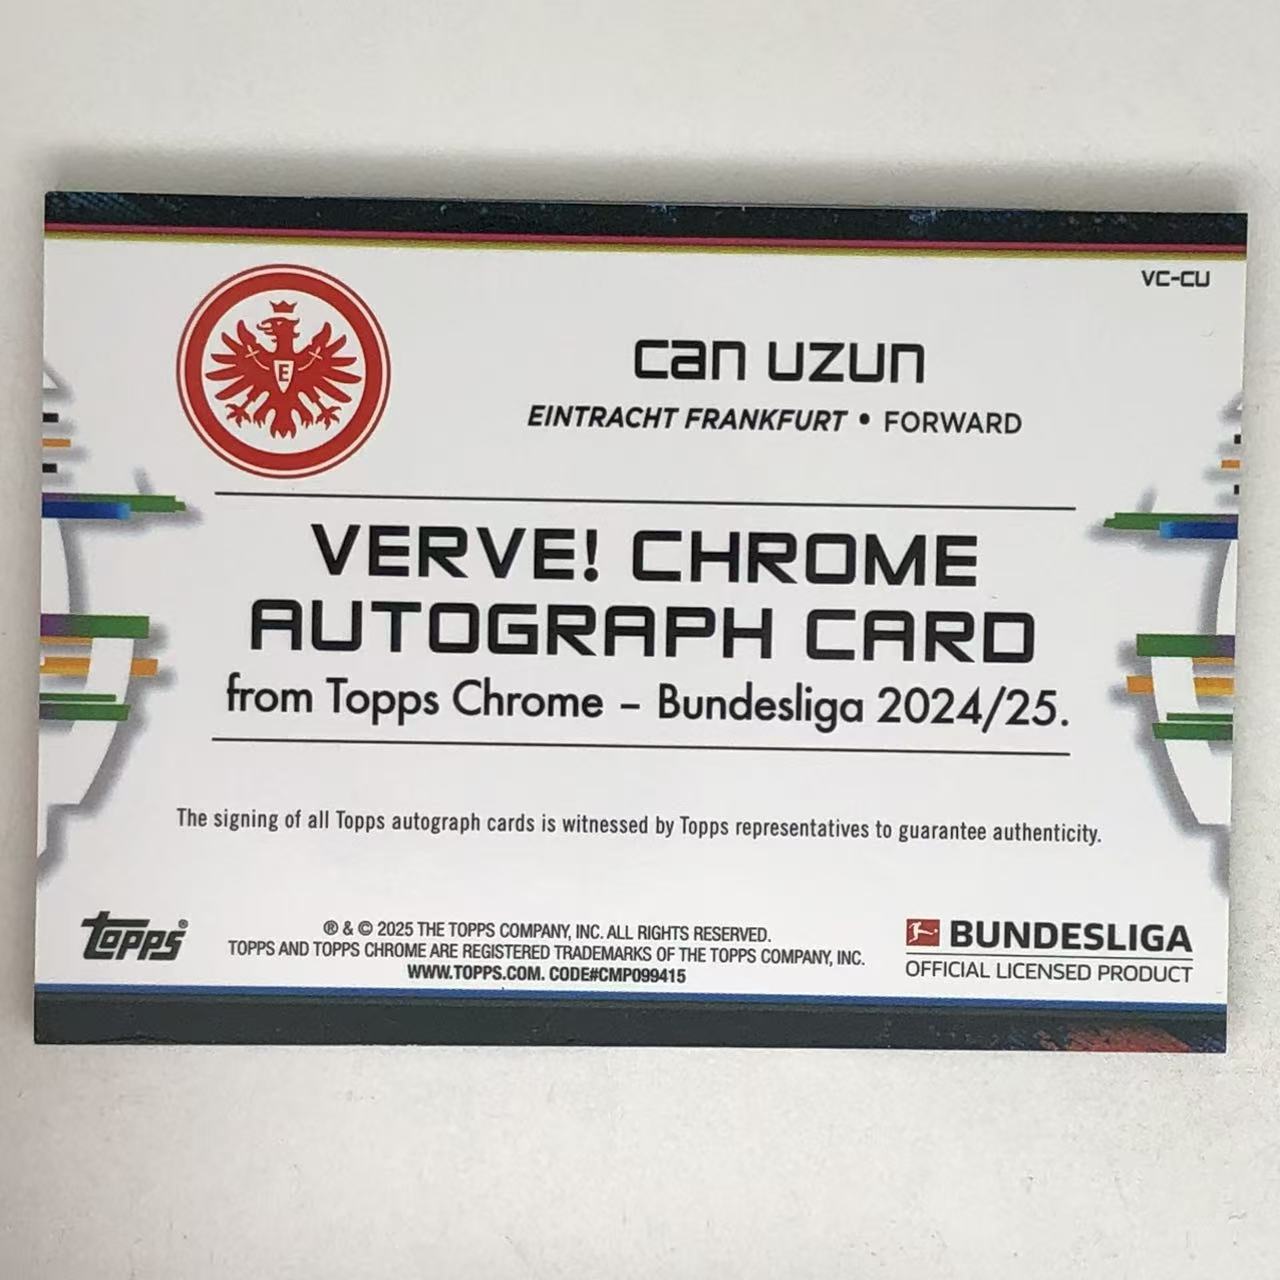 VC-CU
E
Can Uzun
EINTRACHT FRANKFURT • FORWARD
VERVE! CHROME
AUTOGRAPH CARD
from Topps Chrome – Bundesliga 2024/25.
The signing of all Topps autograph cards is witnessed by Topps representatives to guarantee authenticity.
Topps®
® & © 2025 THE TOPPS COMPANY, INC. ALL RIGHTS RESERVED.
TOPPS AND TOPPS CHROME ARE REGISTERED TRADEMARKS OF THE TOPPS COMPANY, INC.
WWW.TOPPS.COM. CODE#CMP099415
BUNDESLIGA
OFFICIAL LICENSED PRODUCT